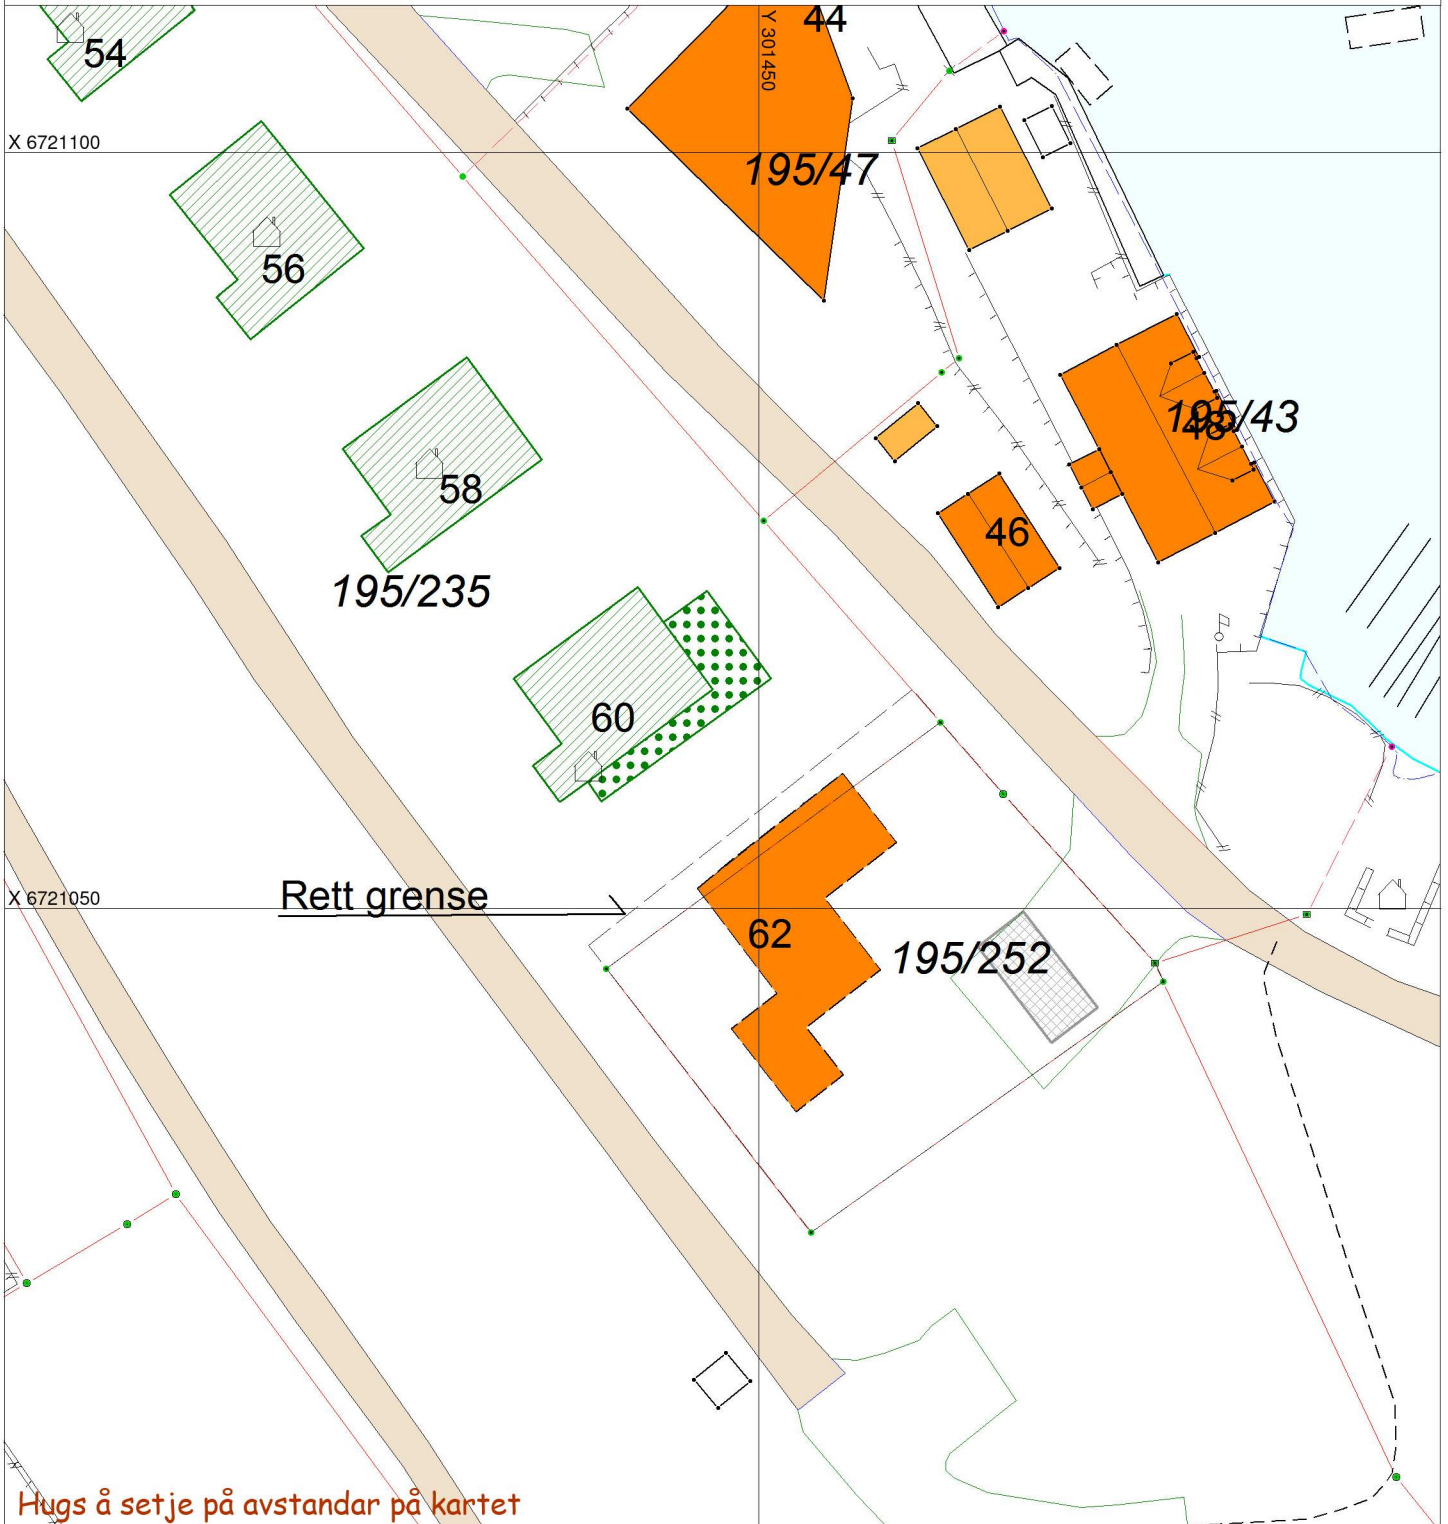 44
54
Y 301450
X 6721100
195/47
56
195/43
48
58
46
195/235
60
Rett grense
X 6721050
62
195/252
Hugs å setje på avstandar på kartet